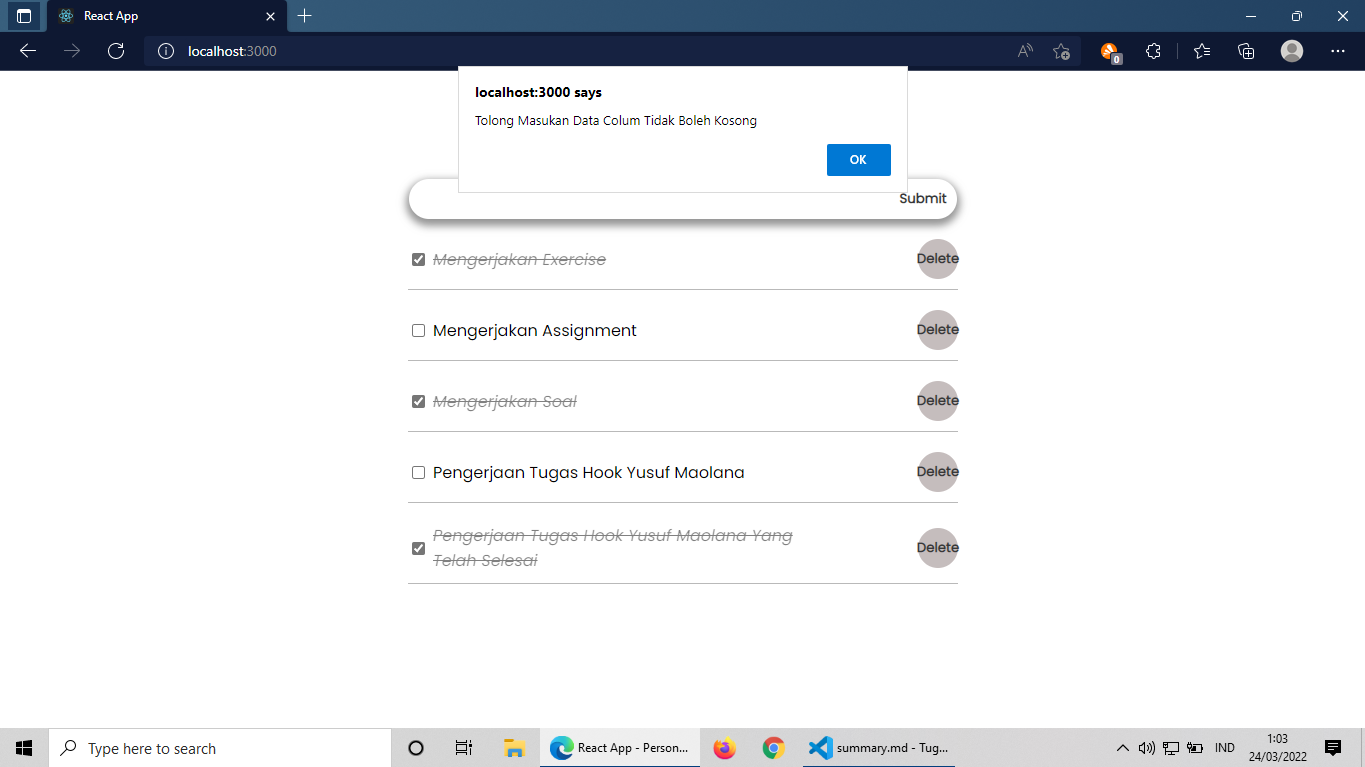 React App
localhost:3000
0
localhost:3000 says
Tolong Masukan Data Colum Tidak Boleh Kosong
OK
Submit
Mengerjakan Exercise
Delete
Mengerjakan Assignment
Delete
Mengerjakan Soal
Delete
Pengerjaan Tugas Hook Yusuf Maolana
Delete
Pengerjaan Tugas Hook Yusuf Maolana Yang
Telah Selesai
Delete
Type here to search
React App - Person...
summary.md - Tug...
IND
1:03
24/03/2022